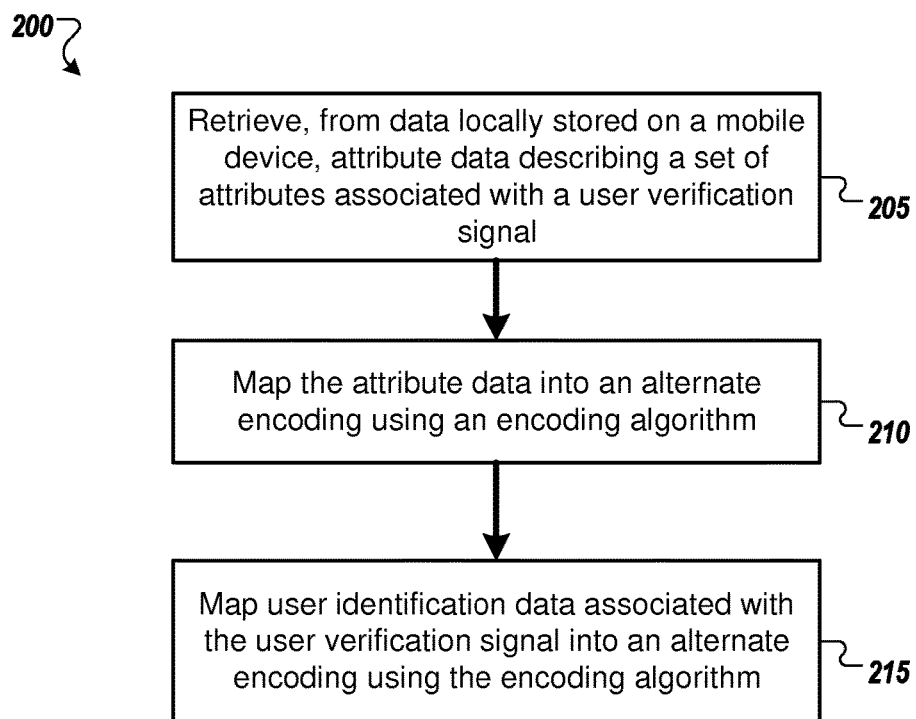 200
Retrieve, from data locally stored on a mobile
device, attribute data describing a set of
attributes associated with a user verification
signal
205
Map the attribute data into an alternate
encoding using an encoding algorithm
210
Map user identification data associated with
the user verification signal into an alternate
encoding using the encoding algorithm
215